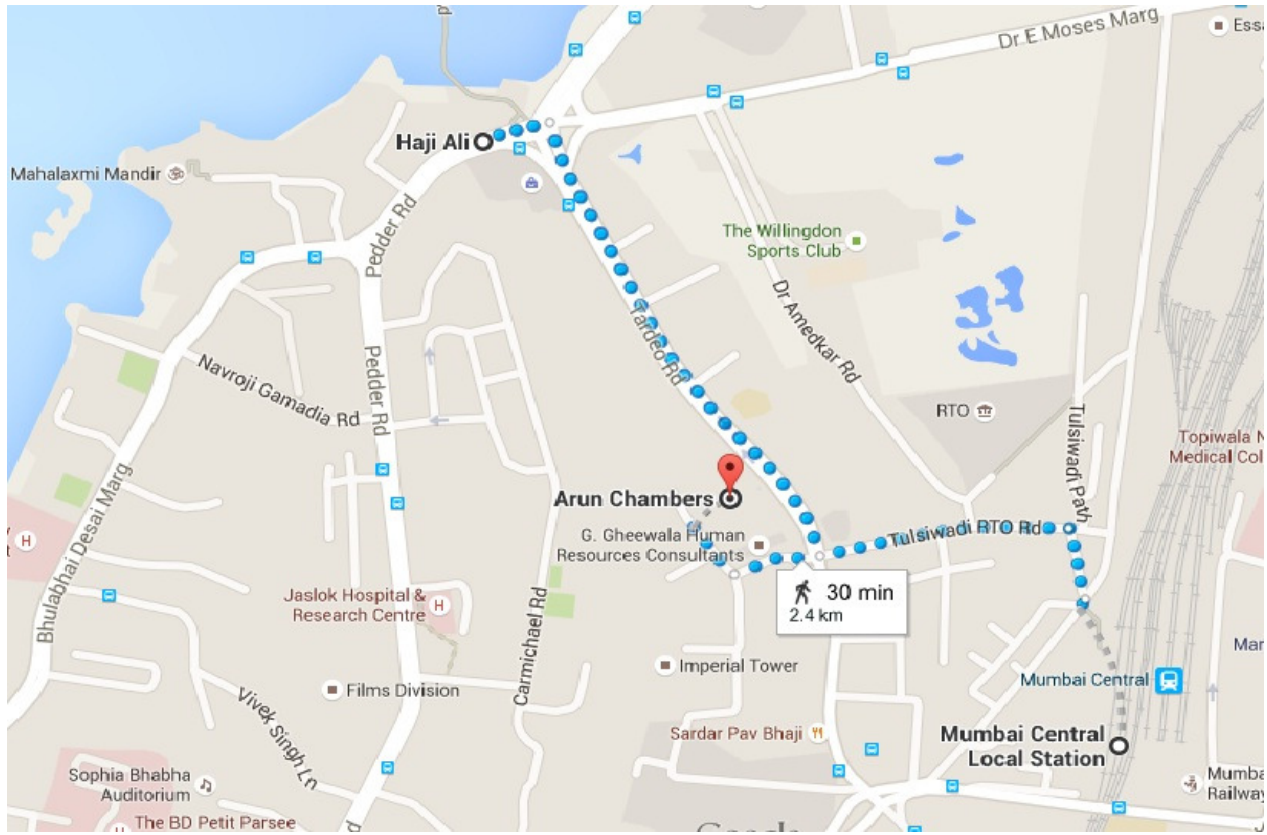 Dr E Moses Marg
Essa
Haji Ali
Mahalaxmi Mandir
Pedder Rd
The Willingdon
Sports Club
Dr Amedkar Rd
Tardeo Rd
Navroji Gamadia Rd
Pedder Rd
RTO
Tulsiwadi Path
Topiwala N
Medical Col
Arun Chambers
G. Gheewala Human
Resources Consultants
Tulsiwadi RTO Rd
H
Bhulabhai Desai Marg
30 min
2.4 km
Jaslok Hospital &
Research Centre
H
Carmichael Rd
Imperial Tower
Mar
Mumbai Central
Films Division
Vivek Singh Ln
Sardar Pav Bhaji
Mumbai Central
Local Station
Sophia Bhabha
Auditorium
Mumba
Railway
H
The BD Petit Parsee